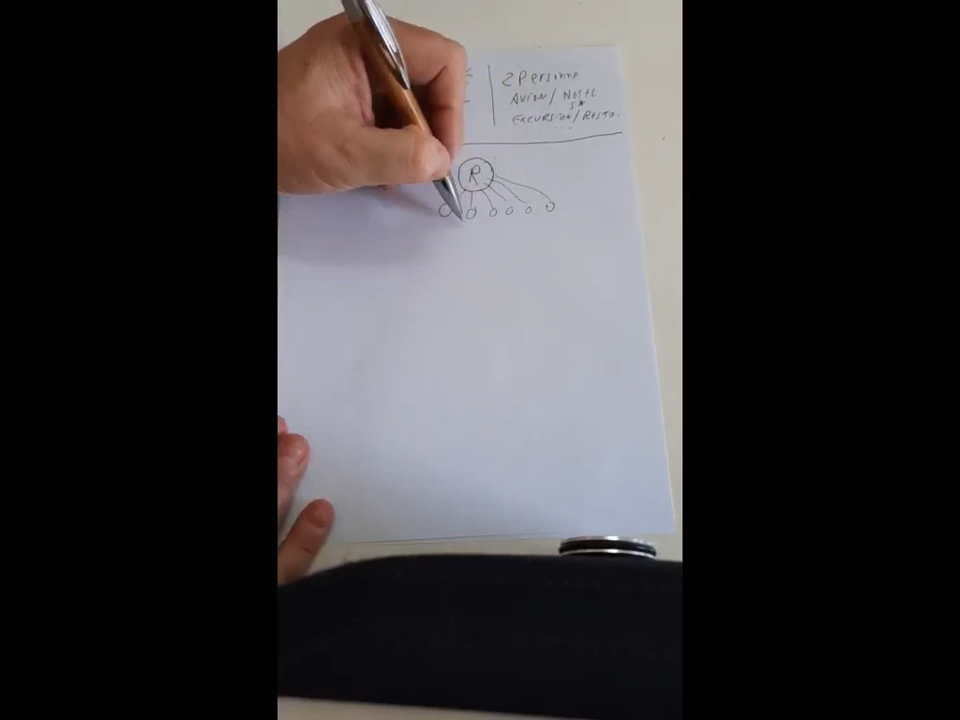 2 Personne
AVION / HOTEL
5*
EXCURSION / RESTO.
R